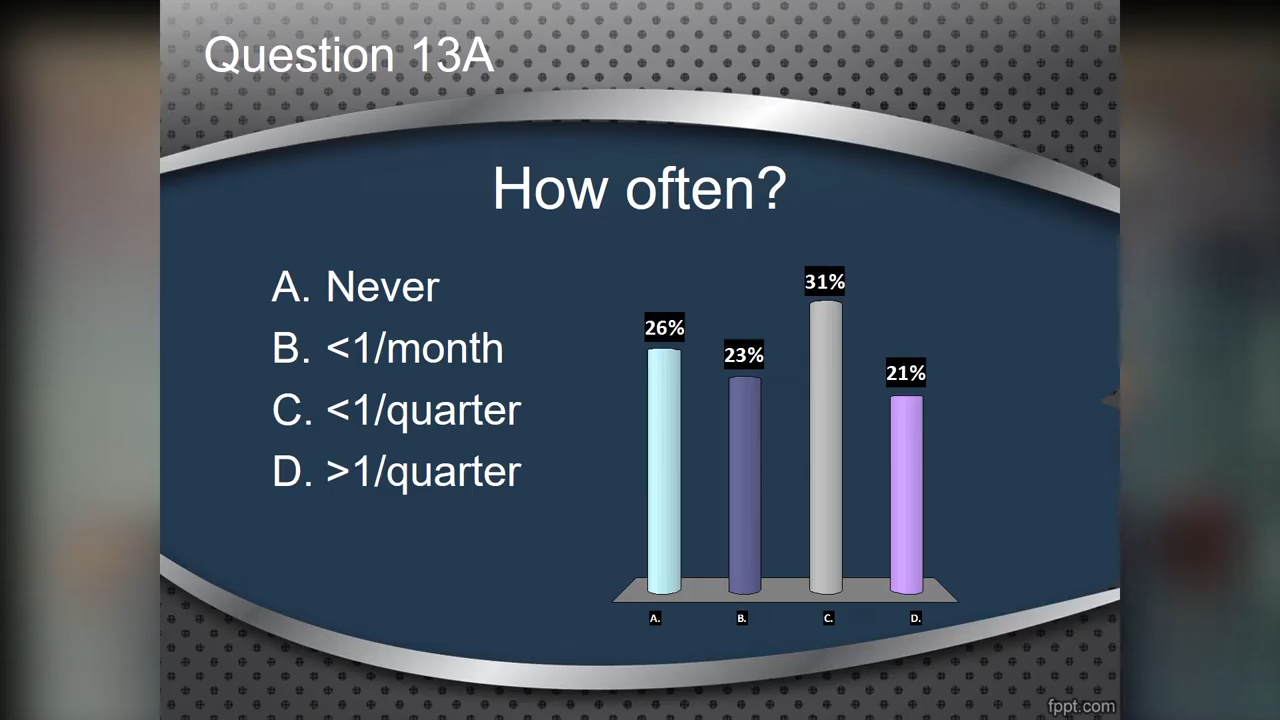 Question 13A
How often?
A. Never
B. <1/month
C. <1/quarter
D. >1/quarter
26%
23%
31%
21%
A.
B.
C.
D.
fppt.com